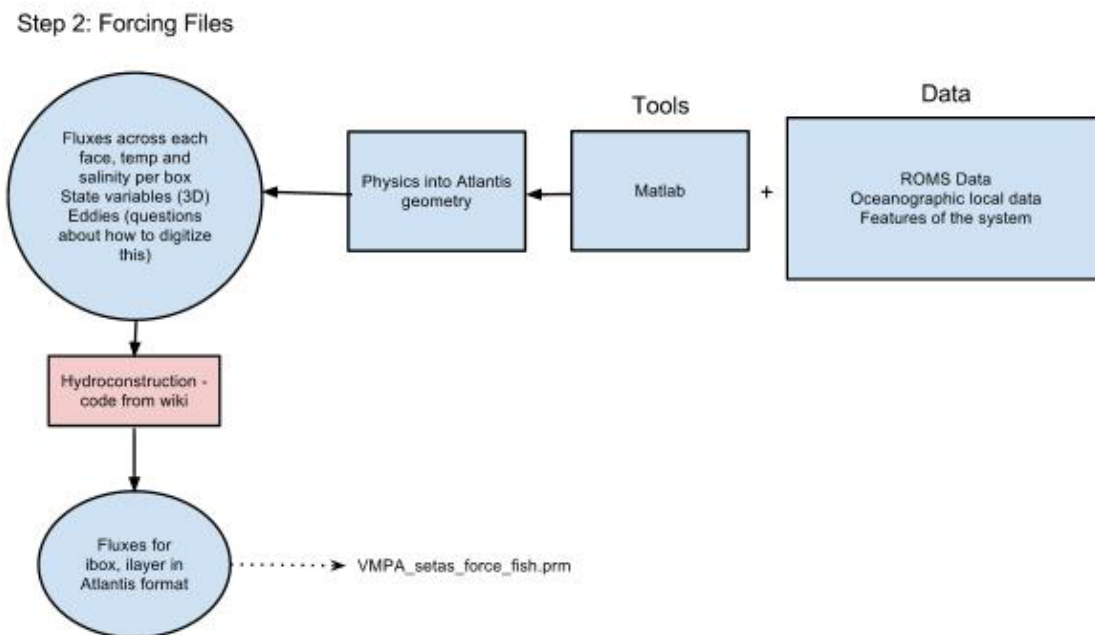 Step 2: Forcing Files
Tools
Data
Fluxes across each
face, temp and
salinity per box
State variables (3D)
Eddies (questions
about how to digitize
this)
Physics into Atlantis
geometry
Matlab
+
ROMS Data
Oceanographic local data
Features of the system
Hydroconstruction -
code from wiki
Fluxes for
ibox, ilayer in
Atlantis format
VMPA_setas_force_fish.prm